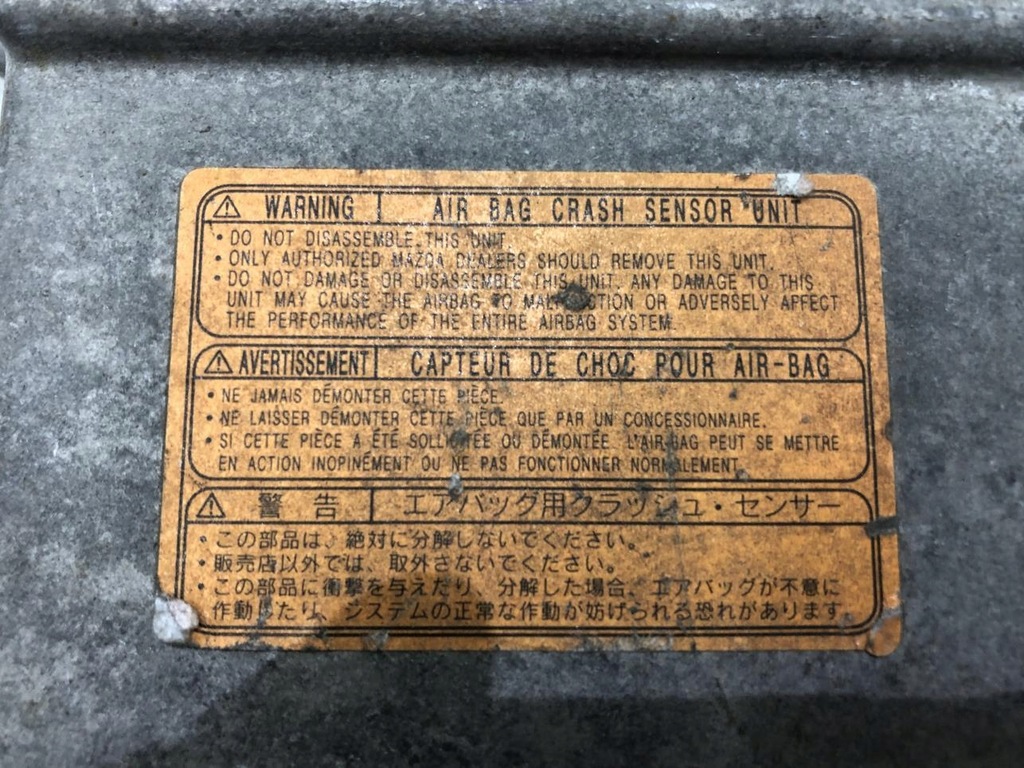 ⚠ WARNING AIR BAG CRASH SENSOR UNIT
・DO NOT DISASSEMBLE THIS UNIT.
・ONLY AUTHORIZED MAZDA DEALERS SHOULD REMOVE THIS UNIT.
・DO NOT DAMAGE OR DISASSEMBLE THIS UNIT. ANY DAMAGE TO THIS
UNIT MAY CAUSE THE AIRBAG TO MALFUNCTION OR ADVERSELY AFFECT
THE PERFORMANCE OF THE ENTIRE AIRBAG SYSTEM.
⚠ AVERTISSEMENT CAPTEUR DE CHOC POUR AIR-BAG
・NE JAMAIS DÉMONTER CETTE PIÈCE.
・NE LAISSER DÉMONTER CETTE PIÈCE QUE PAR UN CONCESSIONNAIRE.
・SI CETTE PIÈCE A ÉTÉ SOLLICITÉE OU DÉMONTÉE. L'AIR-BAG PEUT SE METTRE
EN ACTION INOPINÉMENT OU NE PAS FONCTIONNER NORMALEMENT.
⚠ 警告 エアバッグ用クラッシュ・センサー
・この部品は、絶対に分解しないでください。
・販売店以外では、取外さないでください。
・この部品に衝撃を与えたり、分解した場合、エアバッグが不意に
作動したり、システムの正常な作動が妨げられる恐れがあります。